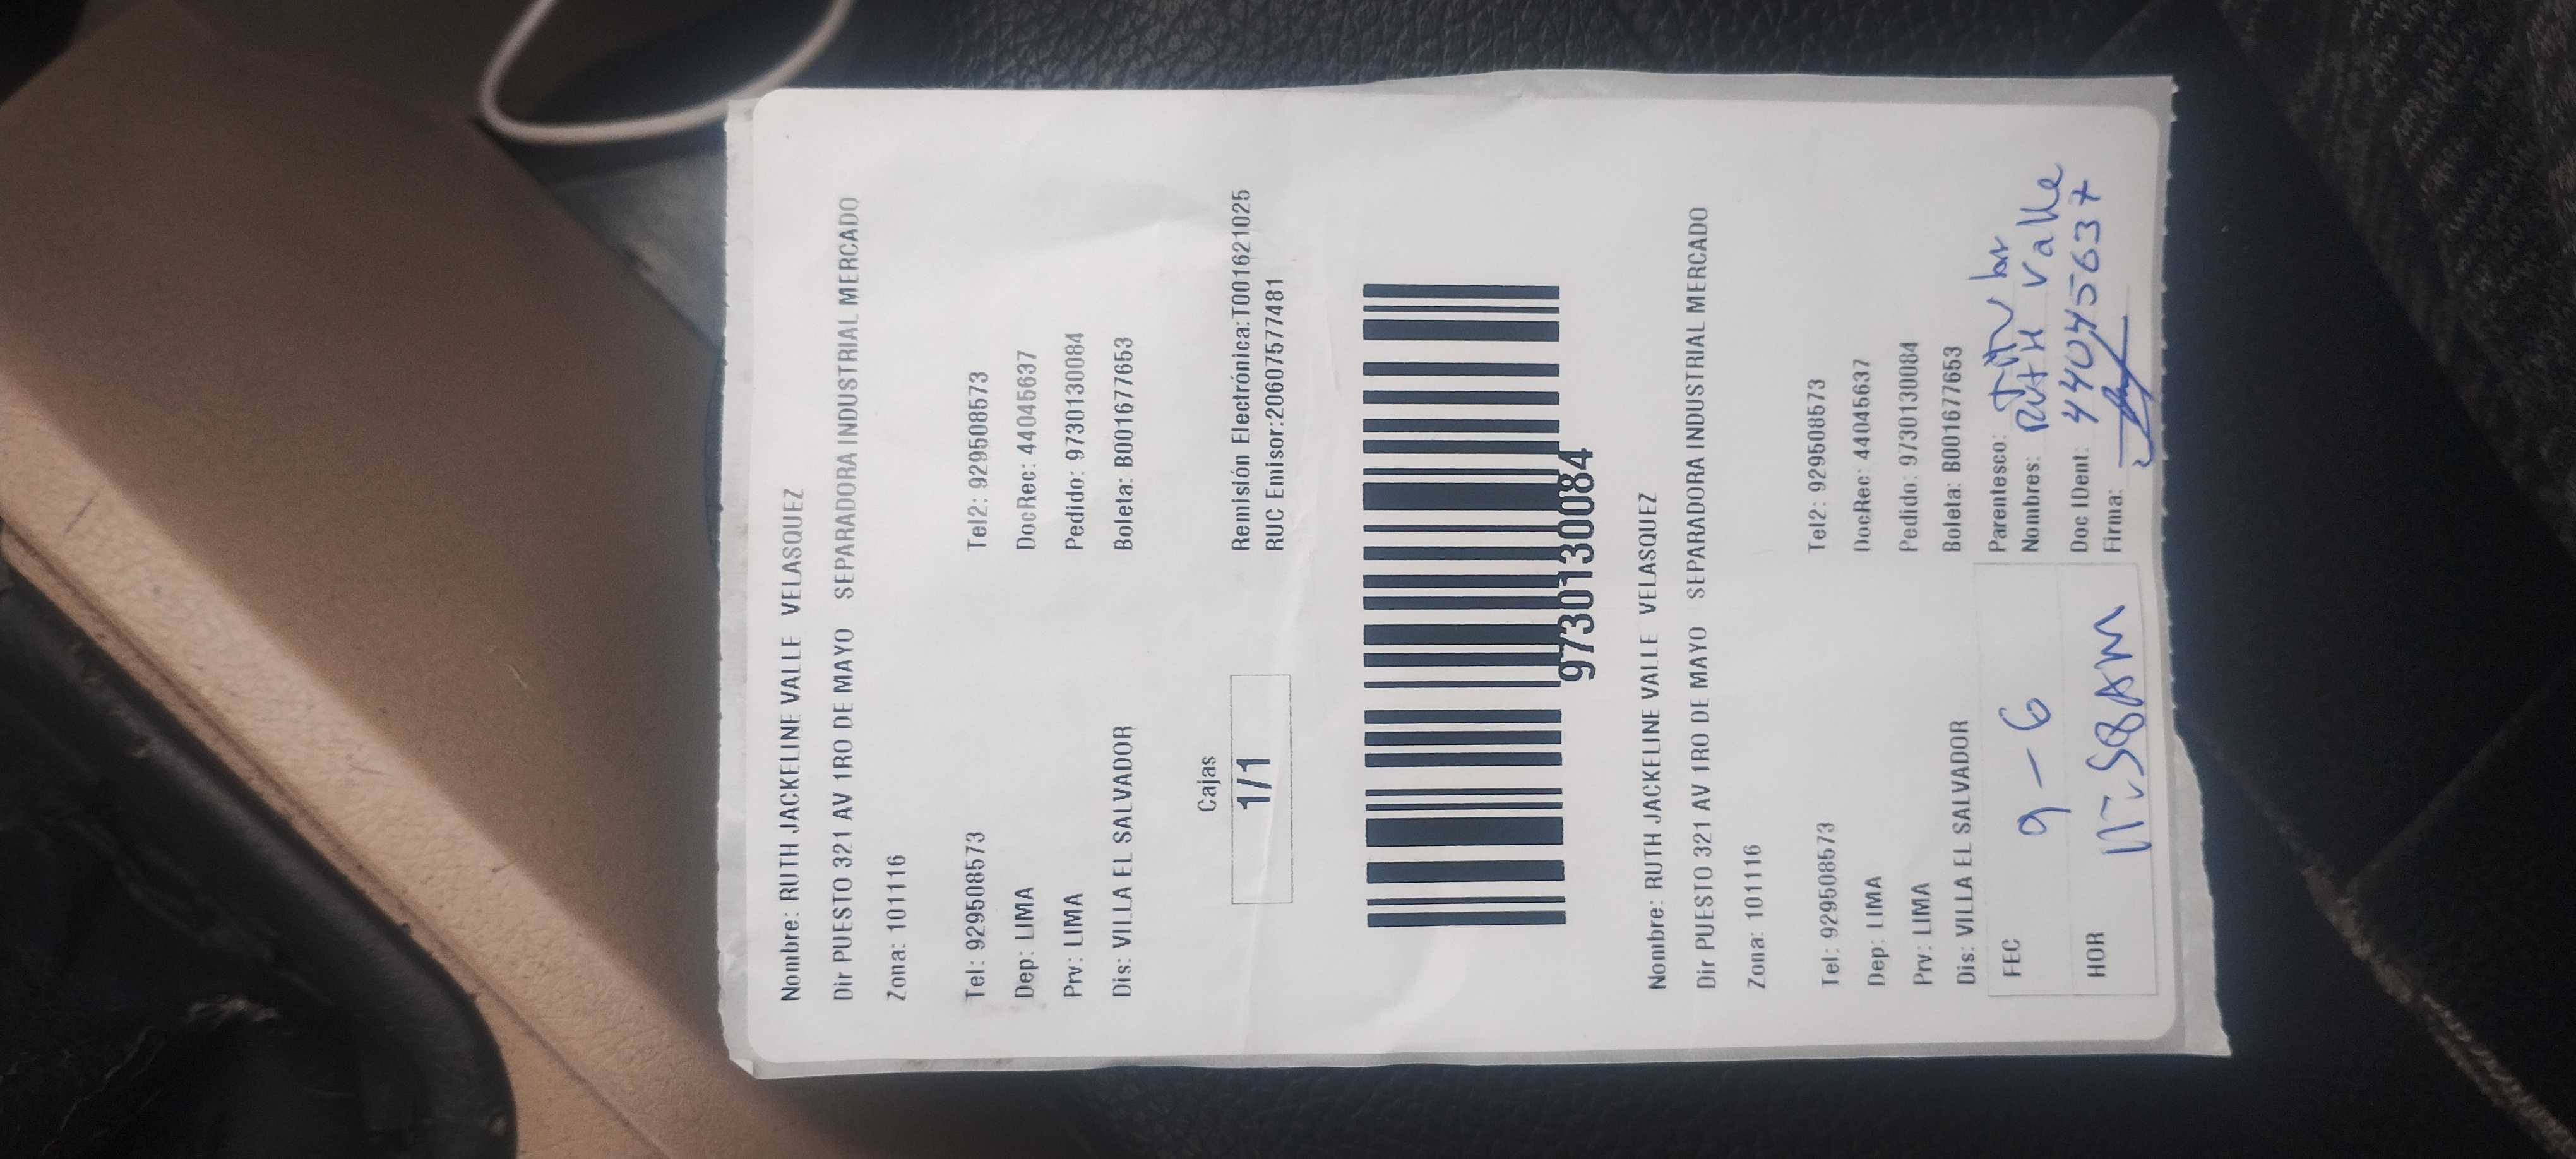 Nombre: RUTH JACKELINE VALLE VELASQUEZ
Dir PUESTO 321 AV 1RO DE MAYO SEPARADORA INDUSTRIAL MERCADO
Zona: 101116
Tel: 929508573 Tel2: 929508573
Dep: LIMA DocRec: 44045637
Prv: LIMA Pedido: 9730130084
Dis: VILLA EL SALVADOR Boleta: B001677653
Cajas
1/1
Remisión Electrónica:T001621025
RUC Emisor:20607577481
9730130084
Nombre: RUTH JACKELINE VALLE VELASQUEZ
Dir PUESTO 321 AV 1RO DE MAYO SEPARADORA INDUSTRIAL MERCADO
Zona: 101116
Tel: 929508573 Tel2: 929508573
Dep: LIMA DocRec: 44045637
Prv: LIMA Pedido: 9730130084
Dis: VILLA EL SALVADOR Boleta: B001677653
FEC 9-6 Parentesco:
Nombres: RUTH Valle
HOR 11:58AM Doc IDent: 44045637
Firma: